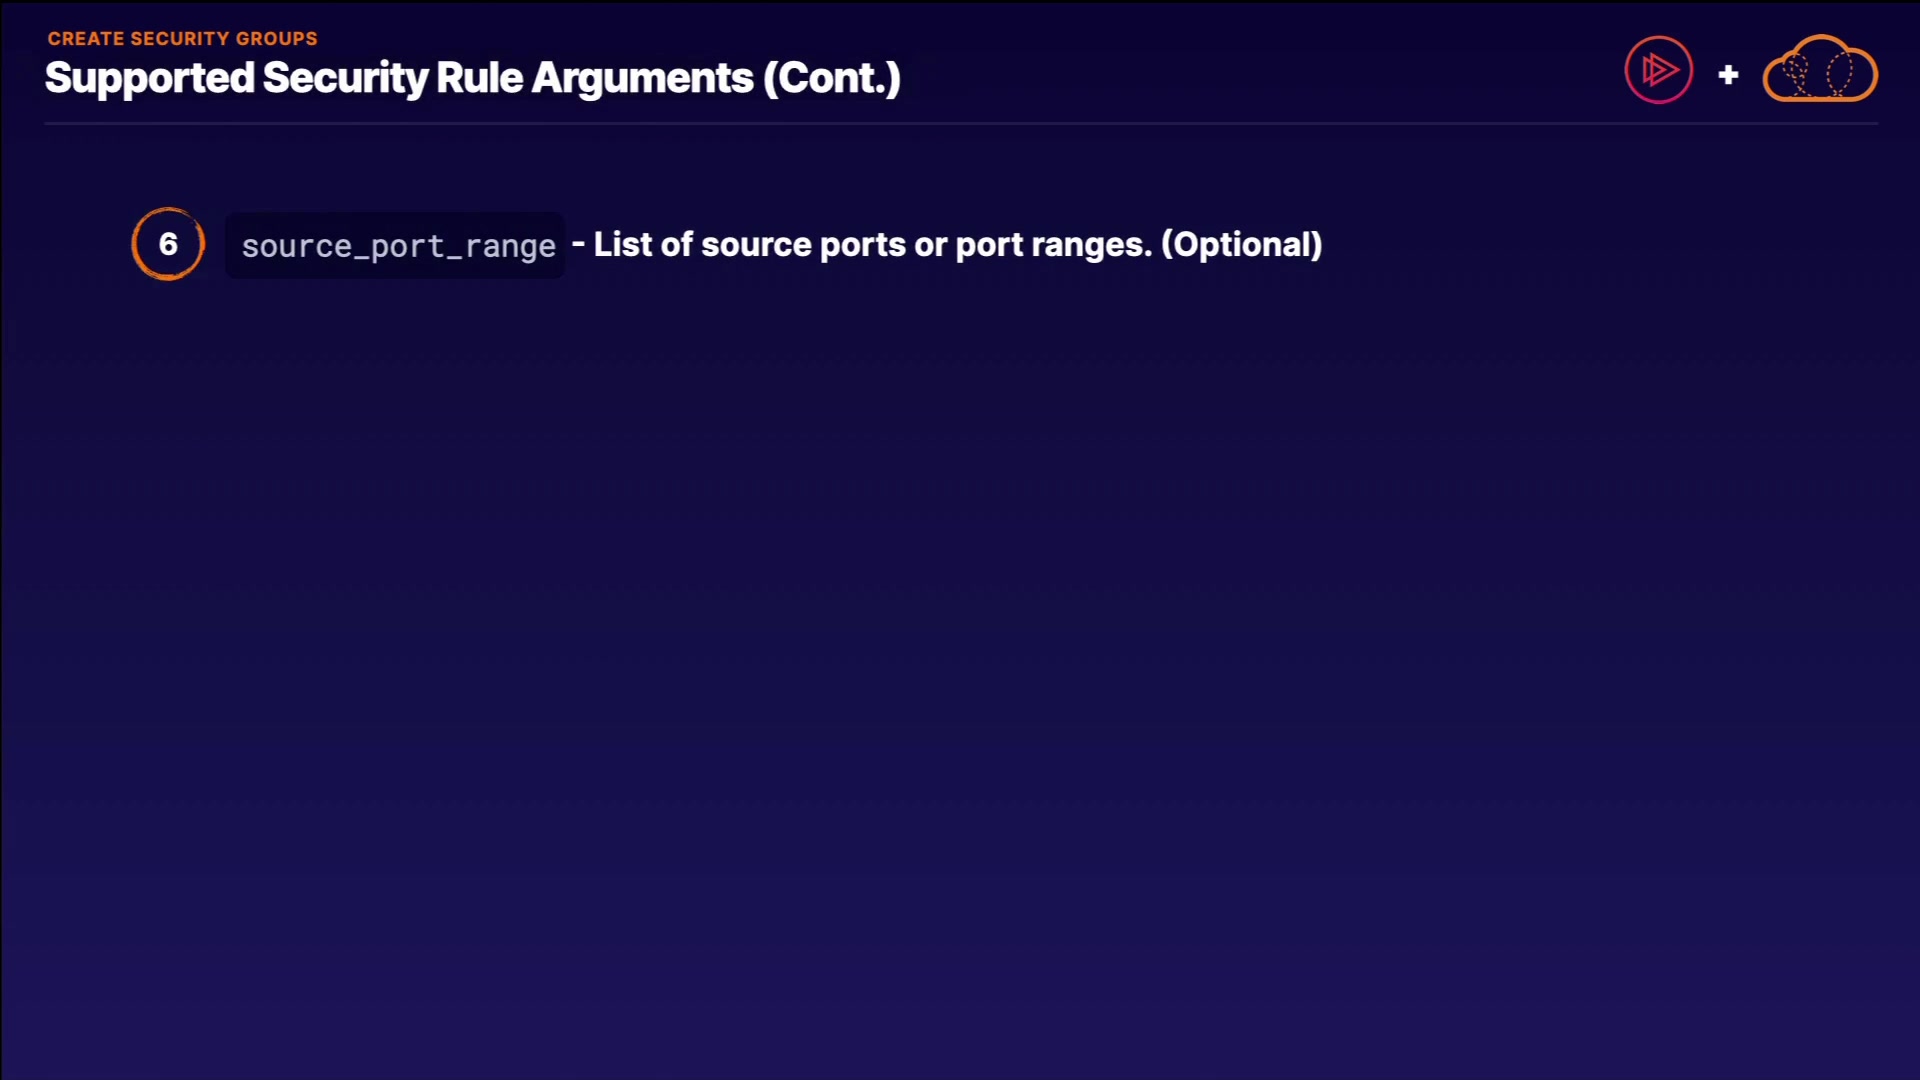 CREATE SECURITY GROUPS
Supported Security Rule Arguments (Cont.)
+
6 source_port_range - List of source ports or port ranges. (Optional)